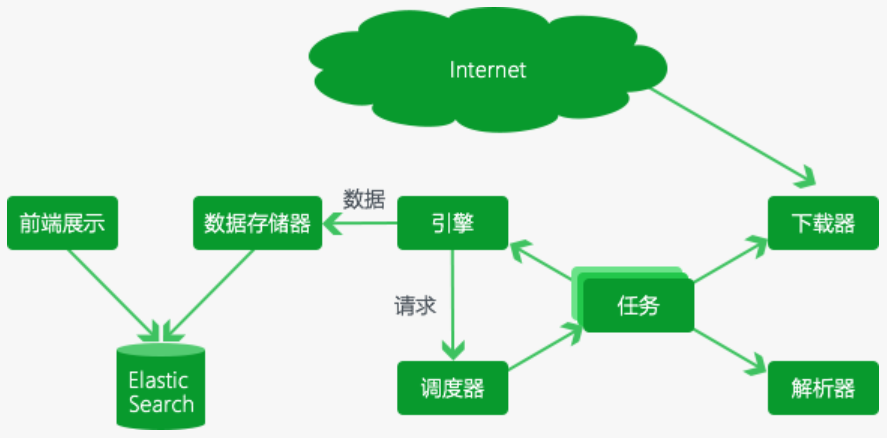 Internet
数据
前端展示
数据存储器
引擎
下载器
请求
任务
Elastic
Search
调度器
解析器